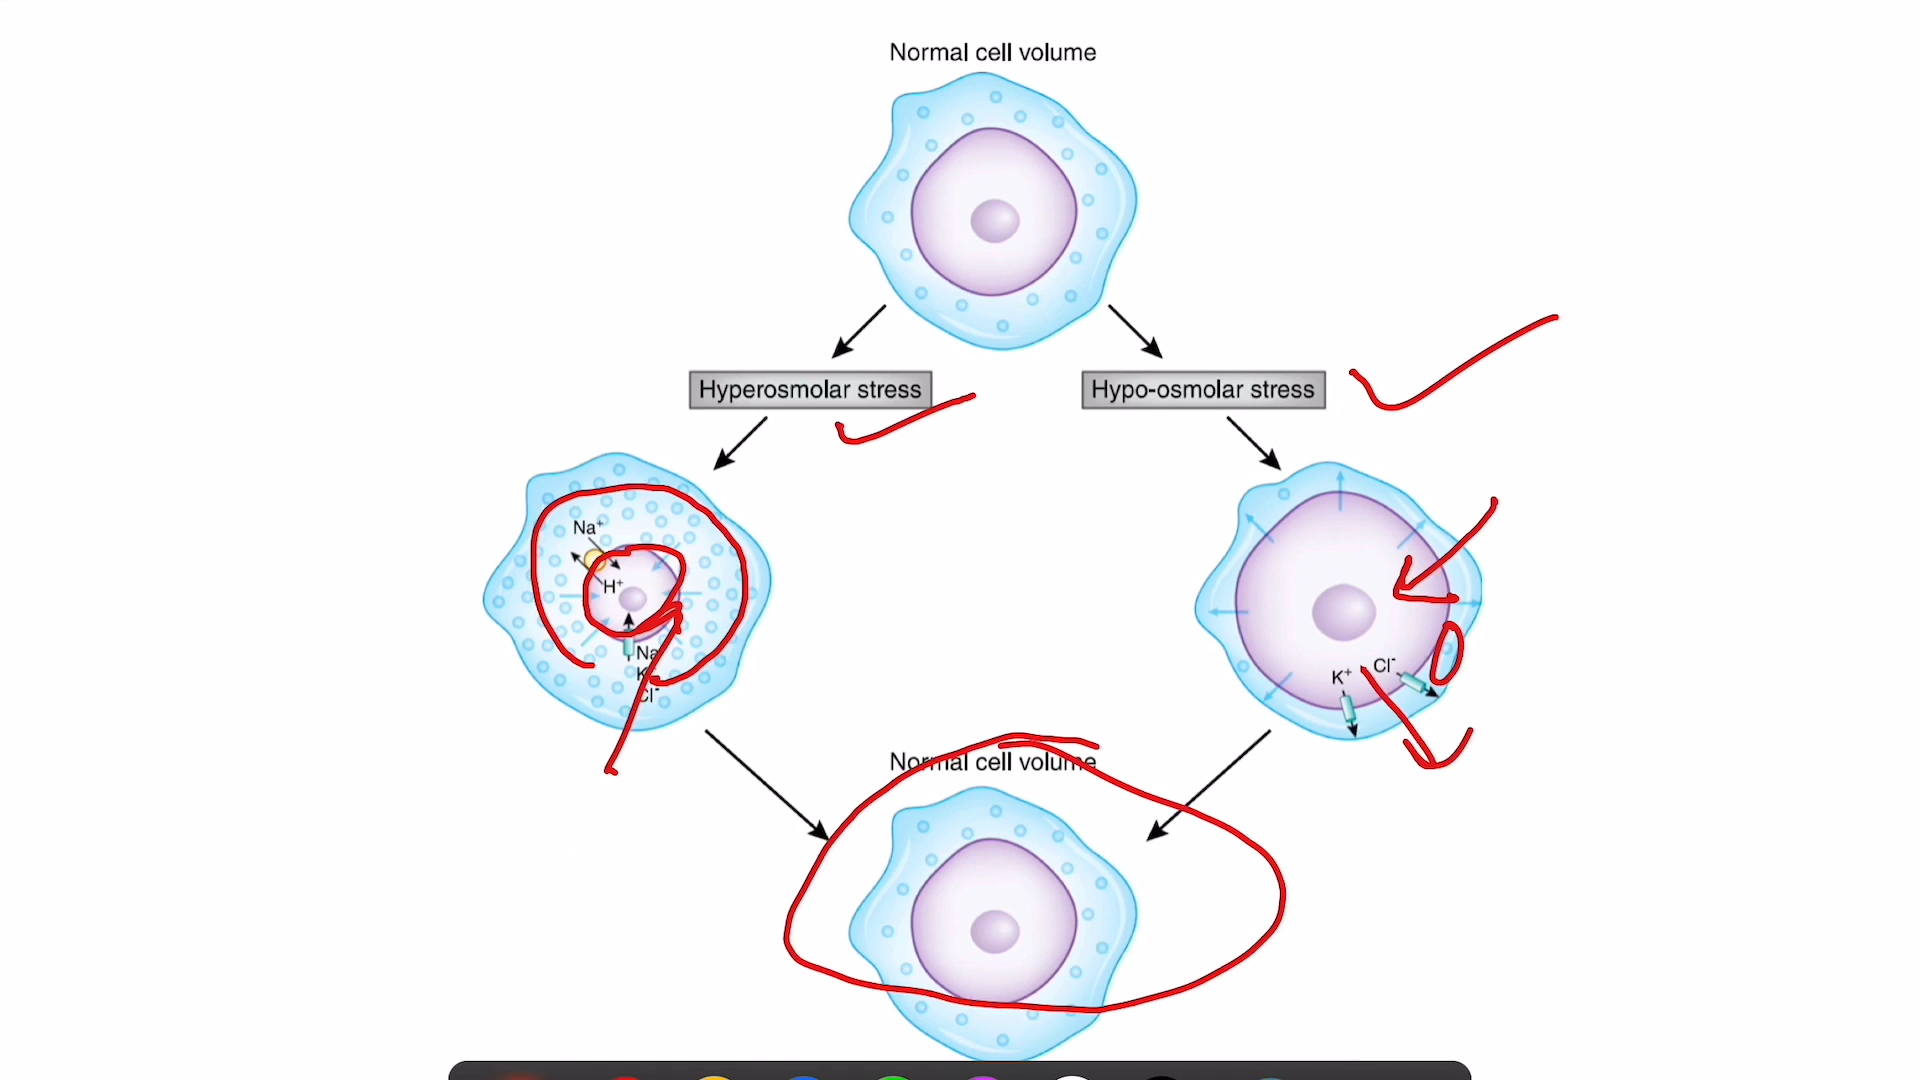 Normal cell volume
Hyperosmolar stress
Hypo-osmolar stress
Na⁺
H⁺
Na
K
Cl⁻
K⁺
Cl⁻
Normal cell volume